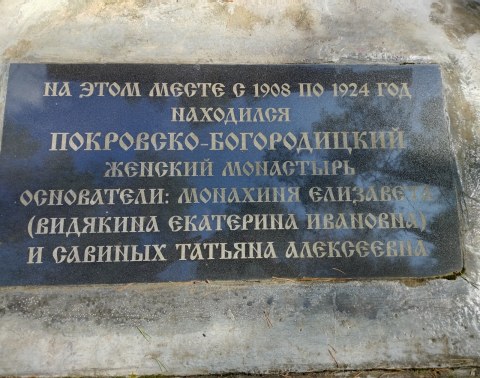 НА ЭТОМ МЕСТЕ С 1908 ПО 1924 ГОД
НАХОДИЛСЯ
ПОКРОВСКО-БОГОРОДИЦКИЙ
ЖЕНСКИЙ МОНАСТЫРЬ
ОСНОВАТЕЛИ: МОНАХИНЯ ЕЛИЗАВЕТА
(ВИДЯКИНА ЕКАТЕРИНА ИВАНОВНА)
И САВИНЫХ ТАТЬЯНА АЛЕКСЕЕВНА